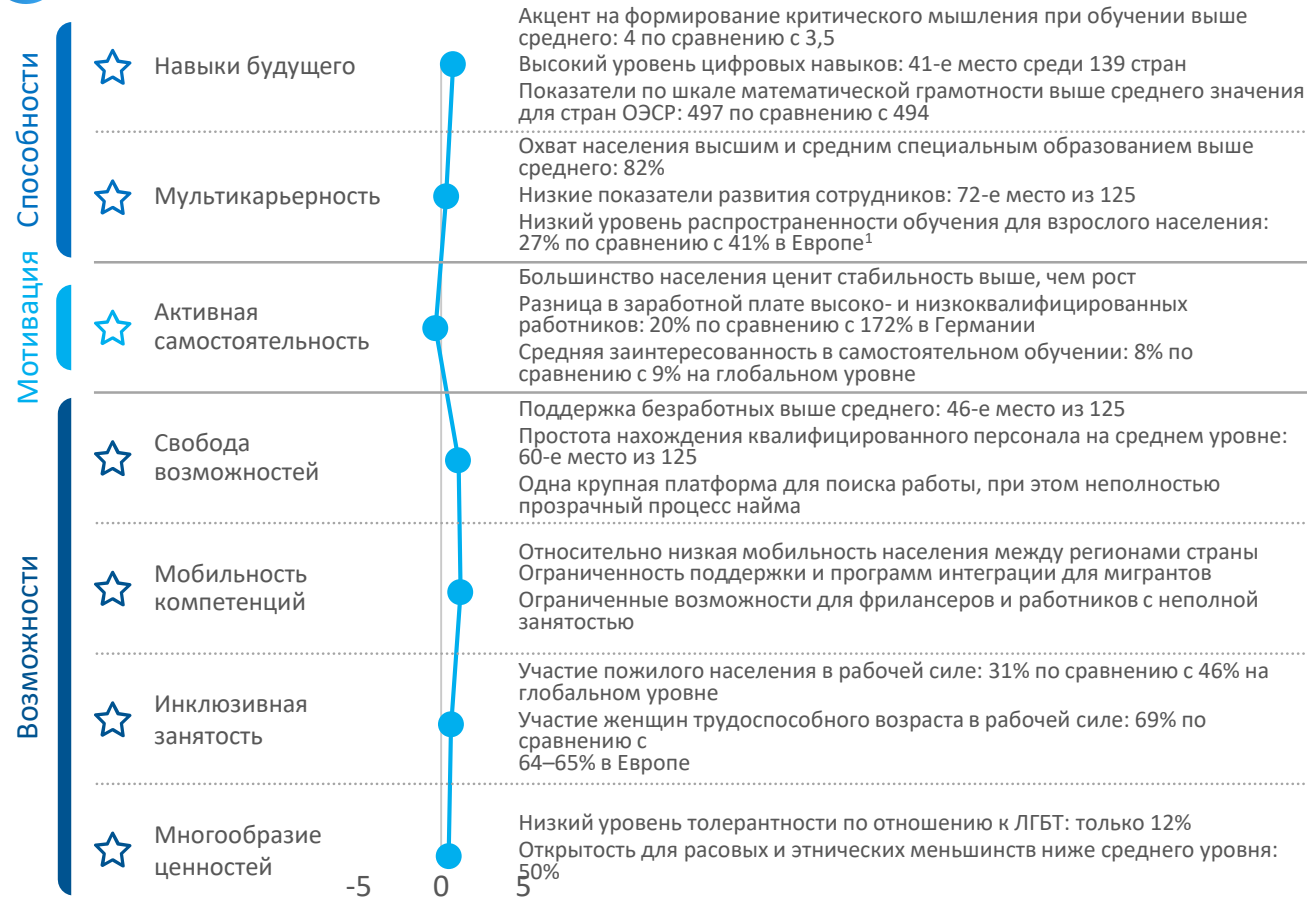 Способности
Навыки будущего
Акцент на формирование критического мышления при обучении выше
среднего: 4 по сравнению с 3,5
Высокий уровень цифровых навыков: 41-е место среди 139 стран
Показатели по шкале математической грамотности выше среднего значения
для стран ОЭСР: 497 по сравнению с 494
Мультикарьерность
Охват населения высшим и средним специальным образованием выше
среднего: 82%
Низкие показатели развития сотрудников: 72-е место из 125
Низкий уровень распространенности обучения для взрослого населения:
27% по сравнению с 41% в Европе¹
Мотивация
Активная
самостоятельность
Большинство населения ценит стабильность выше, чем рост
Разница в заработной плате высоко- и низкоквалифицированных
работников: 20% по сравнению с 172% в Германии
Средняя заинтересованность в самостоятельном обучении: 8% по
сравнению с 9% на глобальном уровне
Возможности
Свобода
возможностей
Поддержка безработных выше среднего: 46-е место из 125
Простота нахождения квалифицированного персонала на среднем уровне:
60-е место из 125
Одна крупная платформа для поиска работы, при этом неполностью
прозрачный процесс найма
Мобильность
компетенций
Относительно низкая мобильность населения между регионами страны
Ограниченность поддержки и программ интеграции для мигрантов
Ограниченные возможности для фрилансеров и работников с неполной
занятостью
Инклюзивная
занятость
Участие пожилого населения в рабочей силе: 31% по сравнению с 46% на
глобальном уровне
Участие женщин трудоспособного возраста в рабочей силе: 69% по
сравнению с
64–65% в Европе
Многообразие
ценностей
Низкий уровень толерантности по отношению к ЛГБТ: только 12%
Открытость для расовых и этнических меньшинств ниже среднего уровня:
50%
-5 0 5